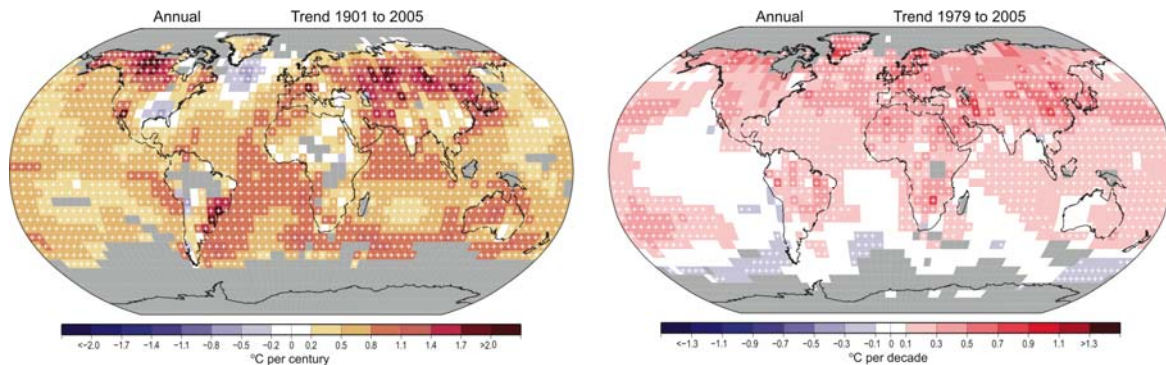 Annual Trend 1901 to 2005
<-2.0 -1.7 -1.4 -1.1 -0.8 -0.5 -0.2 0 0.2 0.5 0.8 1.1 1.4 1.7 >2.0
°C per century
Annual Trend 1979 to 2005
<-1.3 -1.1 -0.9 -0.7 -0.5 -0.3 -0.1 0 0.1 0.3 0.5 0.7 0.9 1.1 >1.3
°C per decade